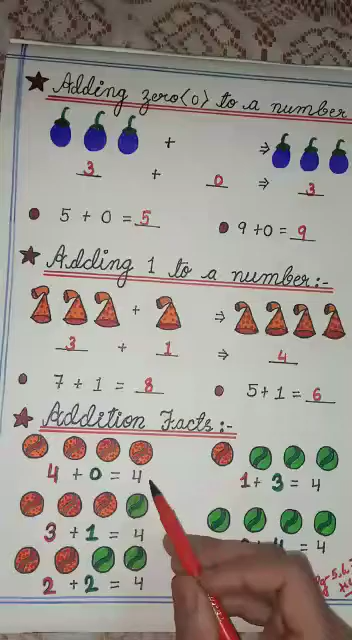 ★ Adding zero(0) to a number
+ ⇒
3 + 0 ⇒ 3
5 + 0 = 5
9 + 0 = 9
★ Adding 1 to a number:-
+ ⇒
3 + 1 ⇒ 4
7 + 1 = 8
5 + 1 = 6
★ Addition Facts:-
4 + 0 = 4
1 + 3 = 4
3 + 1 = 4
= 4
2 + 2 = 4